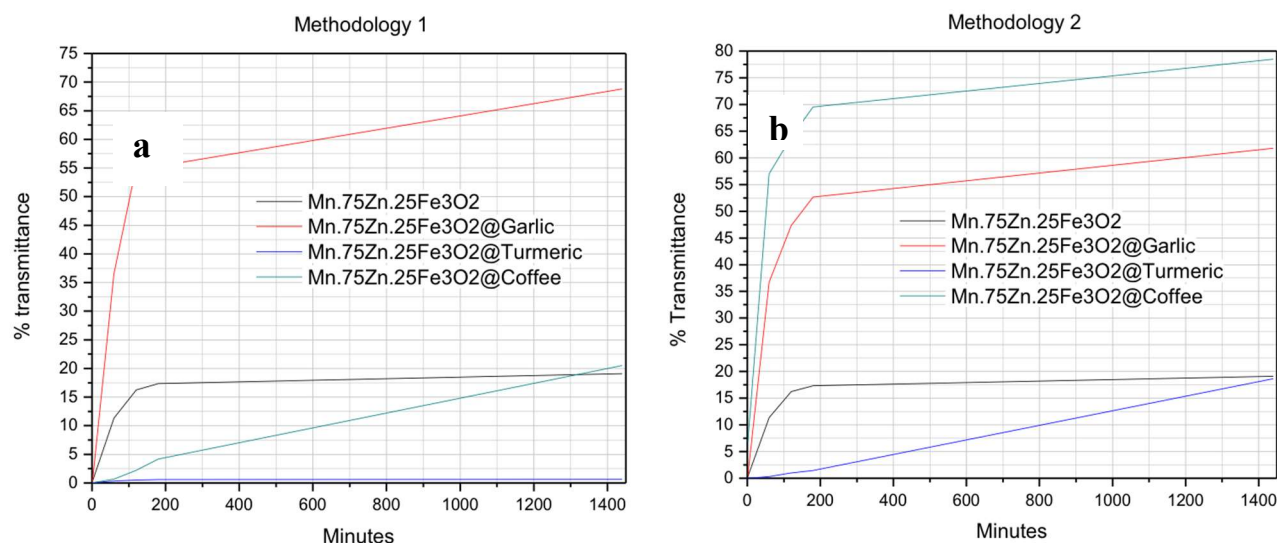 Methodology 1
75
70
65
60
55
50
45
40
35
30
25
20
15
10
5
0
% transmittance
a
Mn.75Zn.25Fe3O2
Mn.75Zn.25Fe3O2@Garlic
Mn.75Zn.25Fe3O2@Turmeric
Mn.75Zn.25Fe3O2@Coffee
0 200 400 600 800 1000 1200 1400
Minutes
Methodology 2
80
75
70
65
60
55
50
45
40
35
30
25
20
15
10
5
0
% Transmittance
b
Mn.75Zn.25Fe3O2
Mn.75Zn.25Fe3O2@Garlic
Mn.75Zn.25Fe3O2@Turmeric
Mn.75Zn.25Fe3O2@Coffee
0 200 400 600 800 1000 1200 1400
Minutes